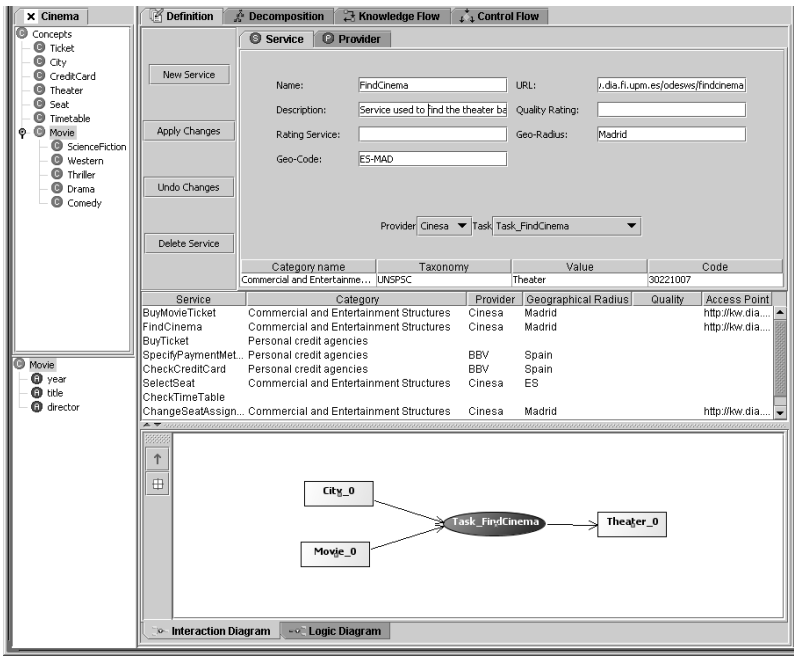 Cinema
Concepts
Ticket
City
CreditCard
Theater
Seat
Timetable
Movie
ScienceFiction
Western
Thriller
Drama
Comedy
Movie
year
title
director
Definition Decomposition Knowledge Flow Control Flow
Service Provider
New Service
Apply Changes
Undo Changes
Delete Service
Name: FindCinema URL: .dia.fi.upm.es/odesws/findcinema
Description: Service used to find the theater ba Quality Rating:
Rating Service: Geo-Radius: Madrid
Geo-Code: ES-MAD
Provider Cinesa Task Task_FindCinema
Category name Taxonomy Value Code
Commercial and Entertainme... UNSPSC Theater 30221007
Service Category Provider Geographical Radius Quality Access Point
BuyMovieTicket Commercial and Entertainment Structures Cinesa Madrid http://kw.dia....
FindCinema Commercial and Entertainment Structures Cinesa Madrid http://kw.dia....
BuyTicket Personal credit agencies
SpecifyPaymentMet... Personal credit agencies BBV Spain
CheckCreditCard Personal credit agencies BBV Spain
SelectSeat Commercial and Entertainment Structures Cinesa ES
CheckTimeTable
ChangeSeatAssign... Commercial and Entertainment Structures Cinesa Madrid http://kw.dia....
City_0
Task_FindCinema Theater_0
Movie_0
Interaction Diagram Logic Diagram